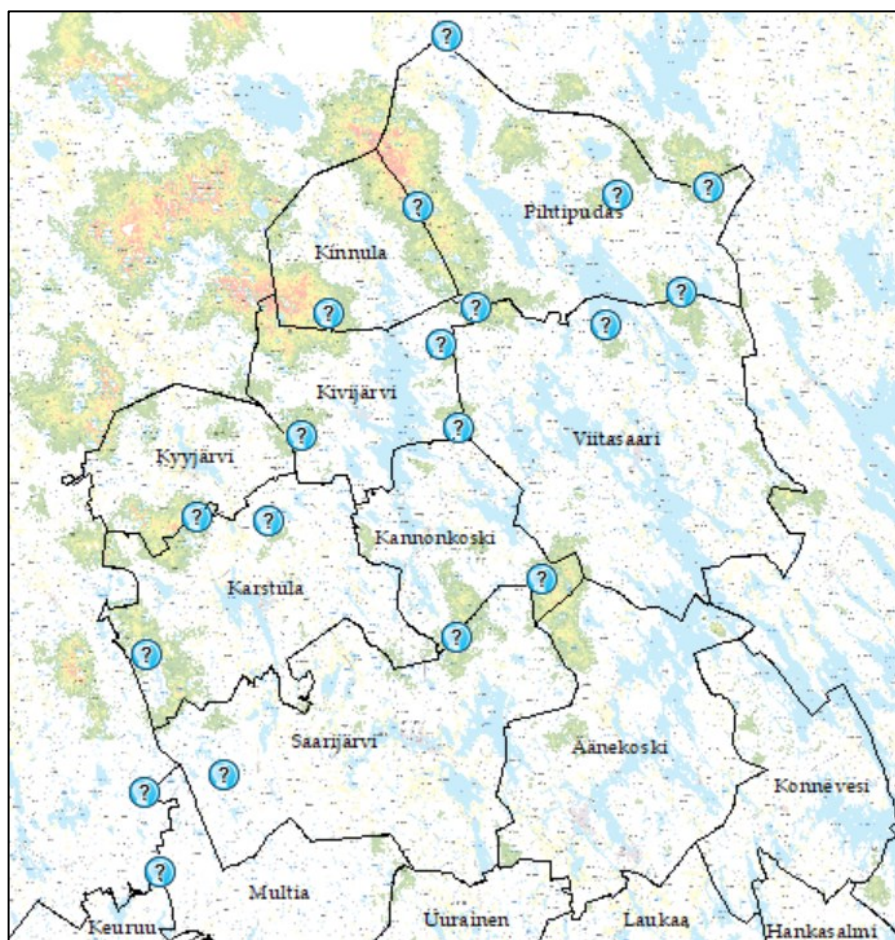 ?
?
?
Pihtipudas
?
Kinnula
?
?
?
?
?
Kivijärvi
?
?
Viitasaari
Kyyjärvi
?
?
Kannonkoski
?
Karstula
?
?
Saarijärvi
Äänekoski
?
?
Konnevesi
?
Multia
Keuruu
Uurainen
Laukaa
Hankasalmi